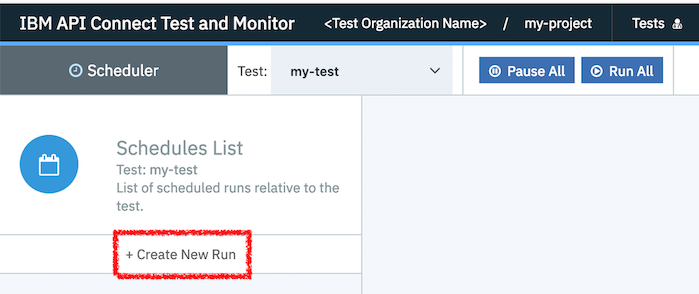 IBM API Connect Test and Monitor <Test Organization Name> / my-project Tests
Scheduler Test: my-test Pause All Run All
Schedules List
Test: my-test
List of scheduled runs relative to the
test.
+ Create New Run